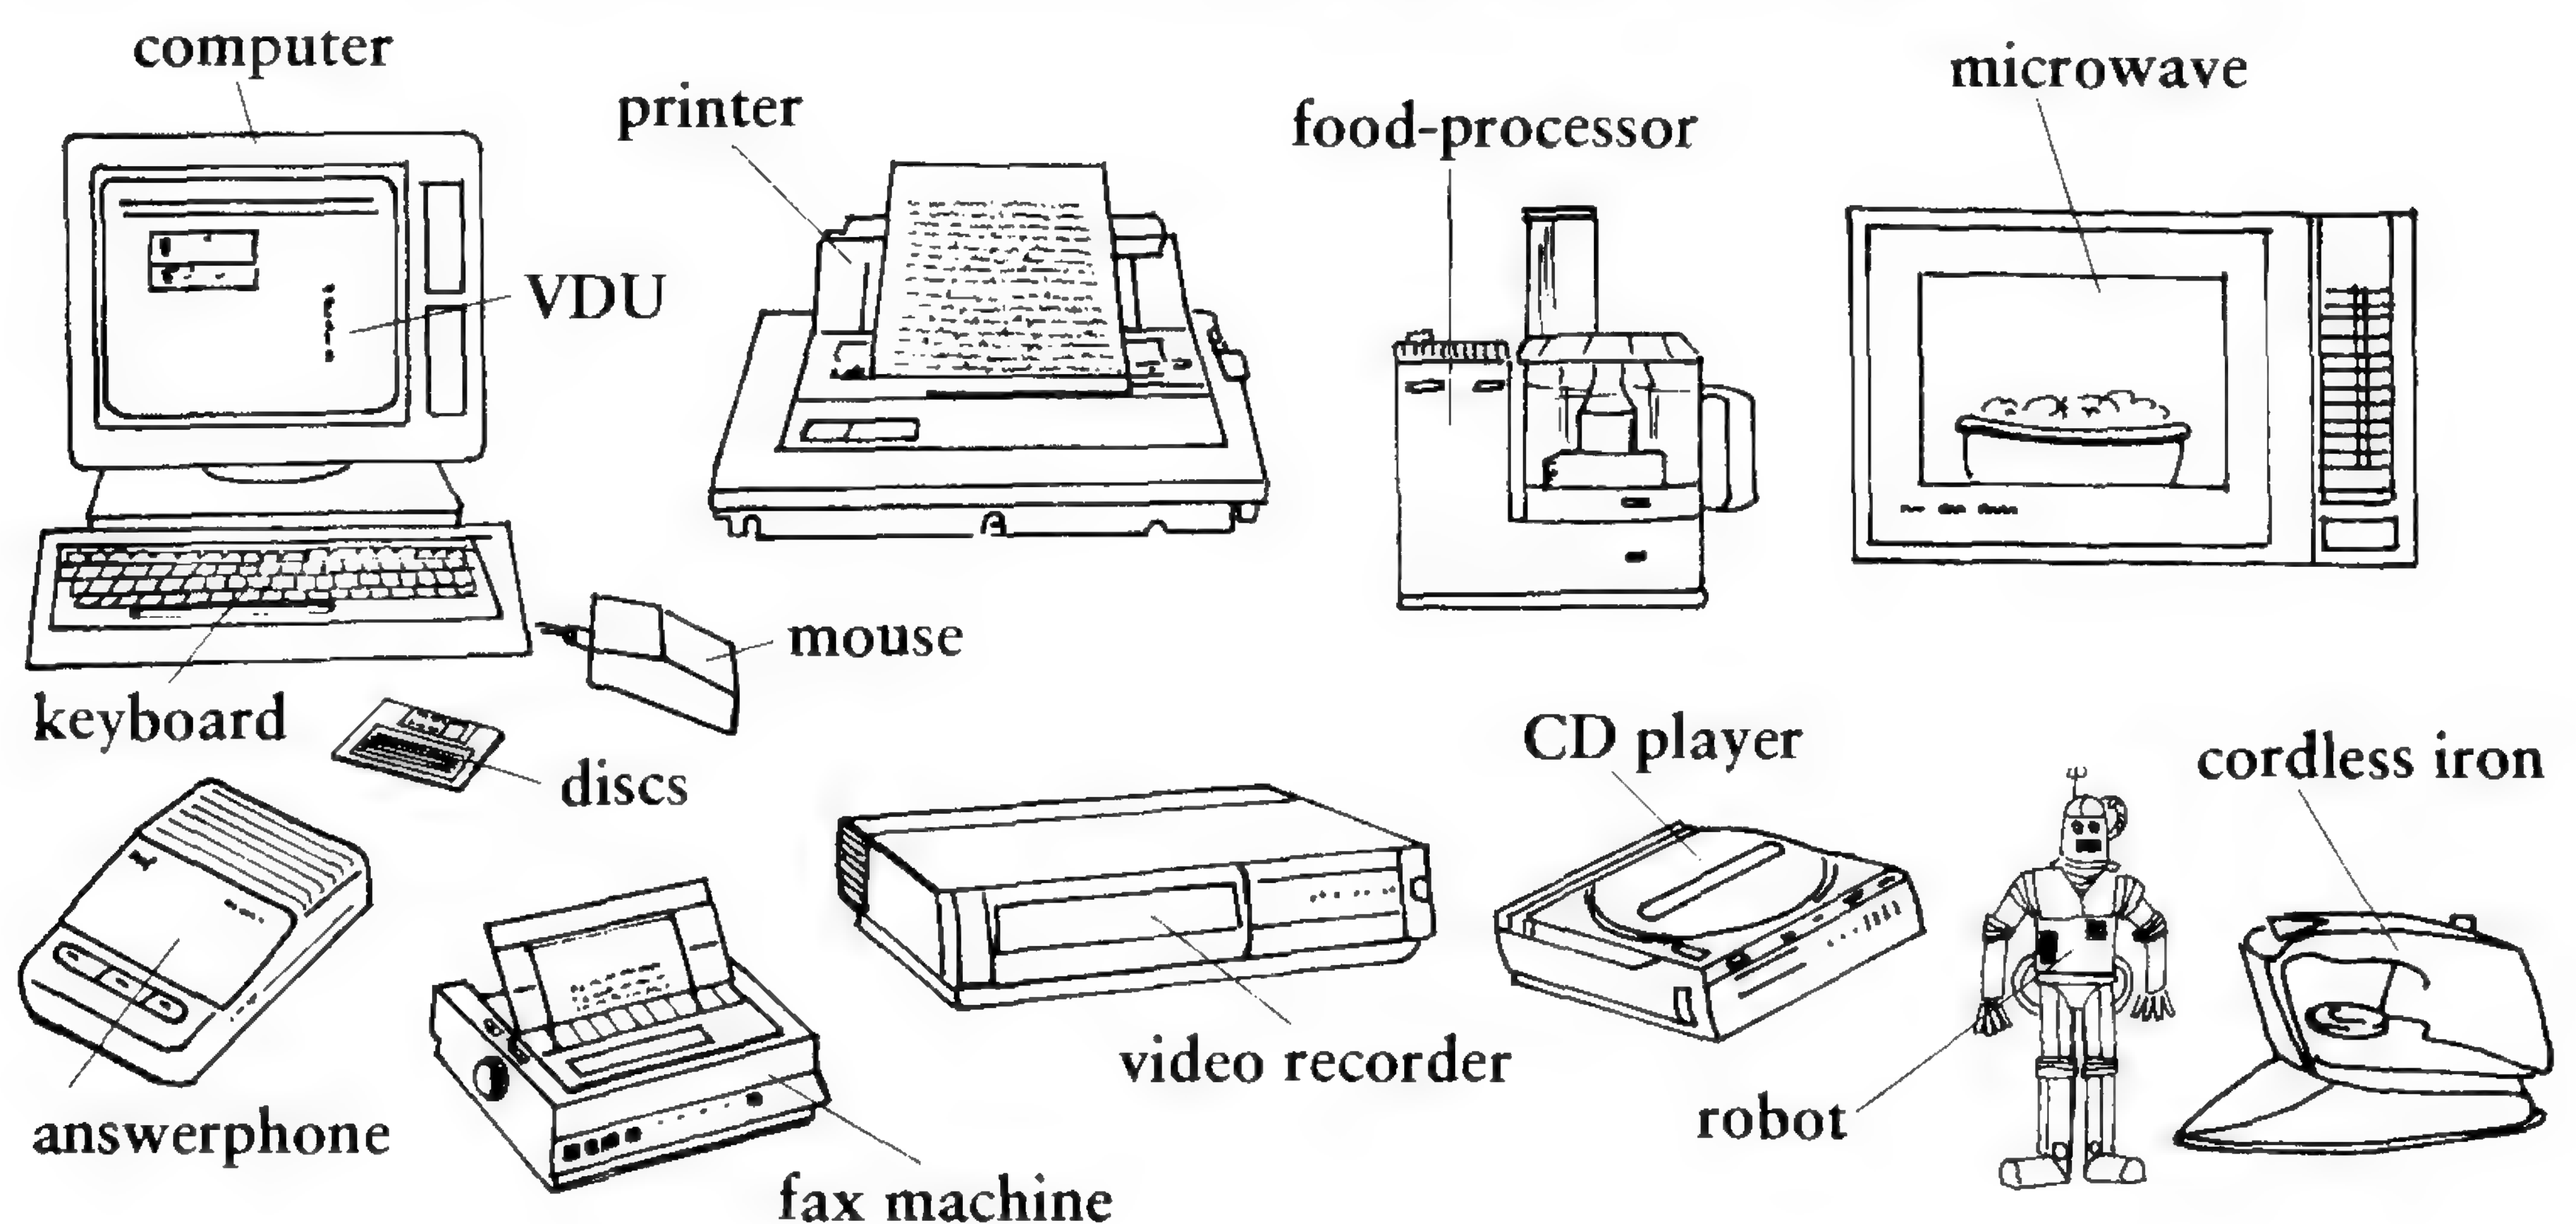 computer
printer
food-processor
microwave
VDU
mouse
keyboard
discs
CD player
cordless iron
answerphone
fax machine
video recorder
robot